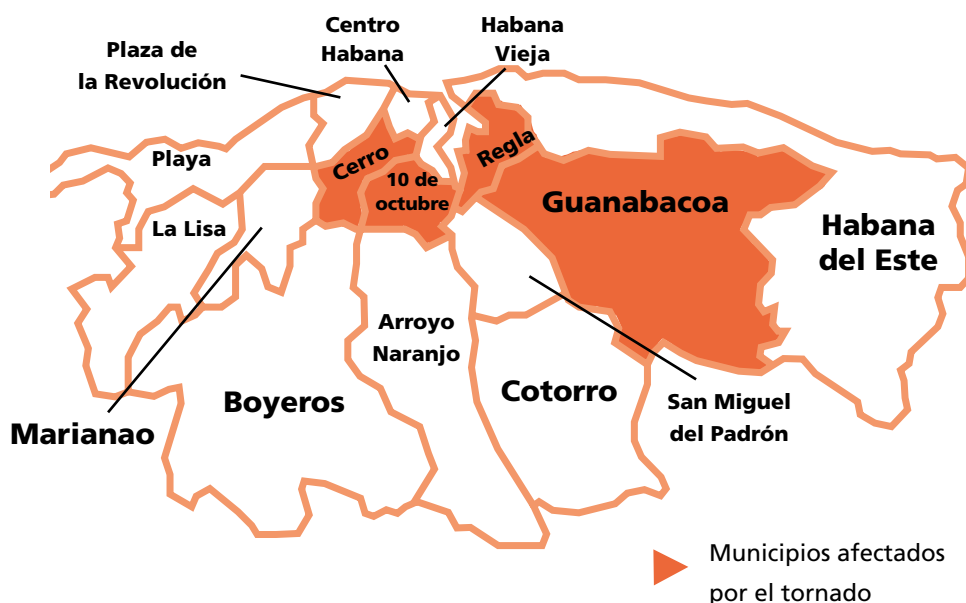 Centro
Habana
Habana
Vieja
Plaza de
la Revolución
Playa
Cerro
Regla
10 de
octubre
Guanabacoa
La Lisa
Habana
del Este
Arroyo
Naranjo
Boyeros
Cotorro
San Miguel
del Padrón
Marianao
Municipios afectados
por el tornado